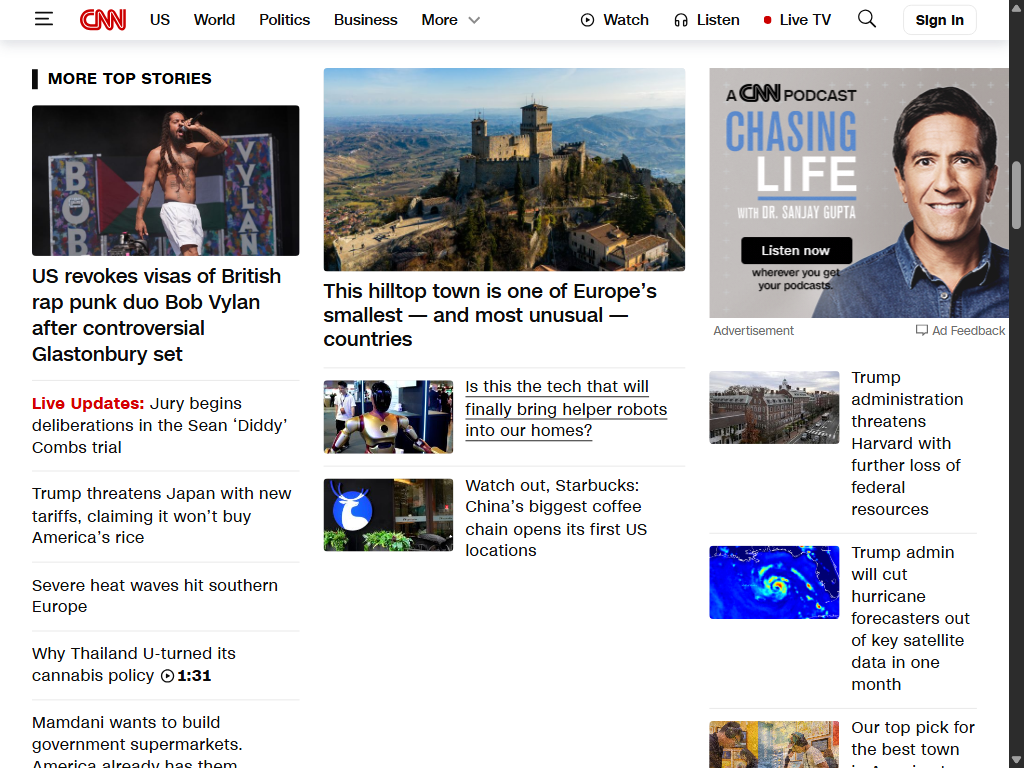 CNN
US
World
Politics
Business
More
Watch
Listen
Live TV
Sign In
MORE TOP STORIES
BOB
VYLAN
US revokes visas of British
rap punk duo Bob Vylan
after controversial
Glastonbury set
Live Updates: Jury begins
deliberations in the Sean ‘Diddy’
Combs trial
Trump threatens Japan with new
tariffs, claiming it won’t buy
America’s rice
Severe heat waves hit southern
Europe
Why Thailand U-turned its
cannabis policy 1:31
Mamdani wants to build
government supermarkets.
America already has them
This hilltop town is one of Europe’s
smallest — and most unusual —
countries
Is this the tech that will
finally bring helper robots
into our homes?
Watch out, Starbucks:
China’s biggest coffee
chain opens its first US
locations
A CNN PODCAST
CHASING
LIFE
WITH DR. SANJAY GUPTA
Listen now
wherever you get
your podcasts.
Advertisement
Ad Feedback
Trump
administration
threatens
Harvard with
further loss of
federal
resources
Trump admin
will cut
hurricane
forecasters out
of key satellite
data in one
month
Our top pick for
the best town